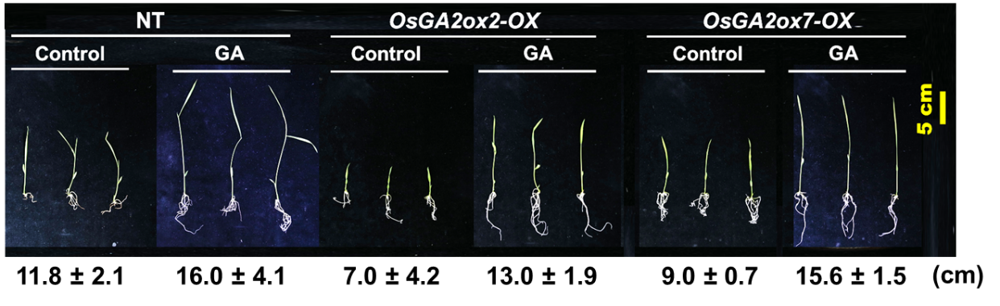 NT OsGA2ox2-OX OsGA2ox7-OX
Control GA Control GA Control GA
5 cm
11.8 ± 2.1 16.0 ± 4.1 7.0 ± 4.2 13.0 ± 1.9 9.0 ± 0.7 15.6 ± 1.5 (cm)